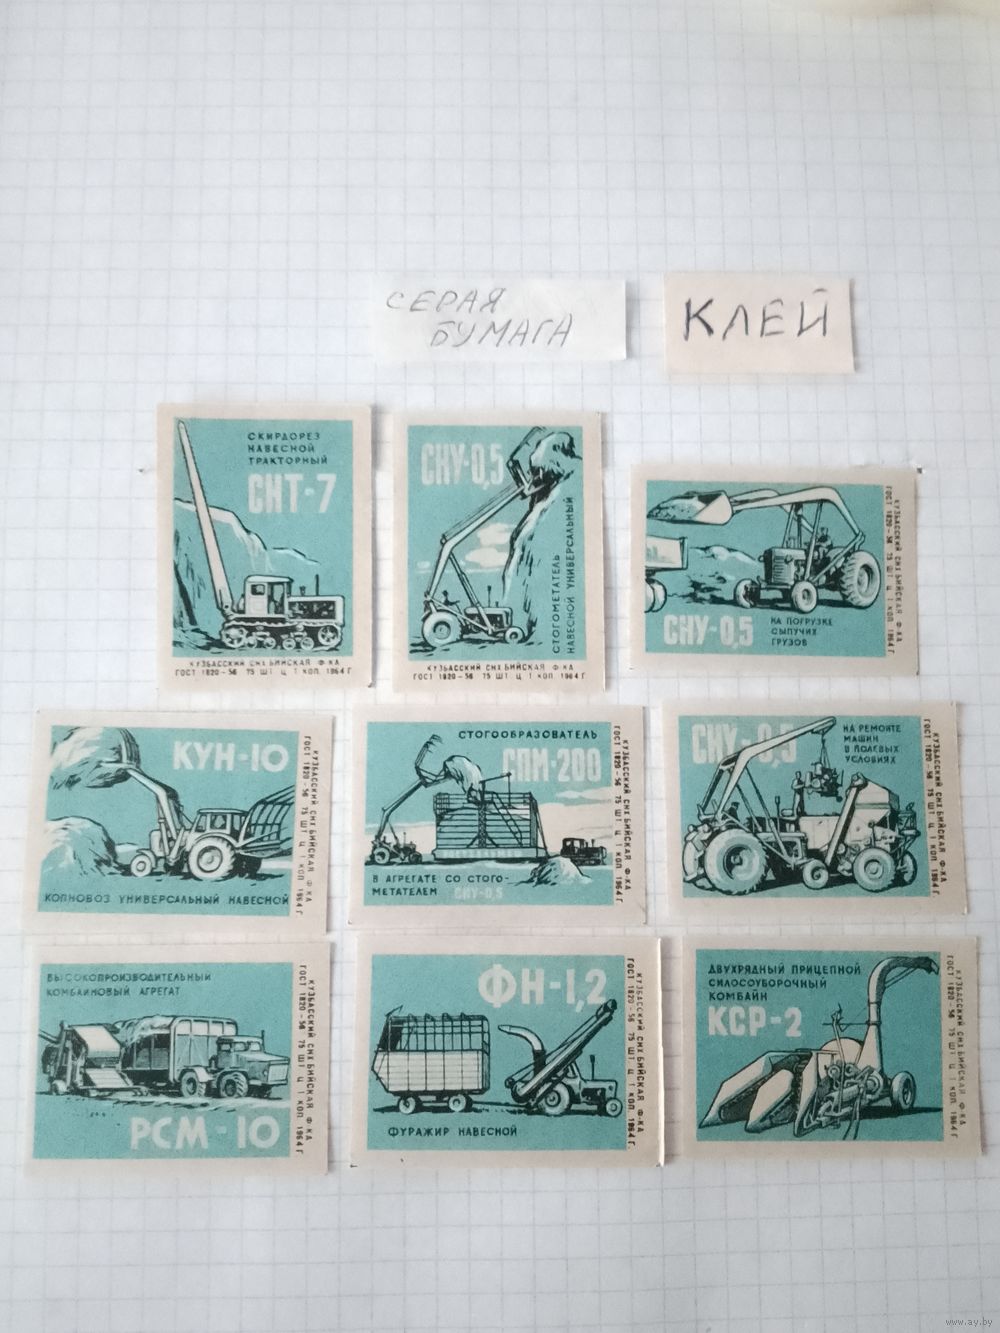 СЕРАЯ
БУМАГА
КЛЕЙ
СКИРДОРЕЗ
НАВЕСНОЙ
ТРАКТОРНЫЙ
СНТ-7
КУЗБАССКИЙ СНХ БИЙСКАЯ Ф-КА
ГОСТ 1820-56 75 ШТ Ц 1 КОП. 1964 Г
СНУ-0,5
СТОГОМЕТАТЕЛЬ
НАВЕСНОЙ УНИВЕРСАЛЬНЫЙ
КУЗБАССКИЙ СНХ БИЙСКАЯ Ф-КА
ГОСТ 1820-56 75 ШТ Ц 1 КОП. 1964 Г
СНУ-0,5
НА ПОГРУЗКЕ
СЫПУЧИХ
ГРУЗОВ
КУЗБАССКИЙ СНХ БИЙСКАЯ Ф-КА
ГОСТ 1820-56 75 ШТ Ц 1 КОП 1964 Г.
КУН-10
КОПНОВОЗ УНИВЕРСАЛЬНЫЙ НАВЕСНОЙ
КУЗБАССКИЙ СНХ БИЙСКАЯ Ф-КА
ГОСТ 1820-56 75 ШТ Ц 1 КОП 1964 Г.
СТОГООБРАЗОВАТЕЛЬ
СПМ-200
В АГРЕГАТЕ СО СТОГО-
МЕТАТЕЛЕМ СНУ-0,5
КУЗБАССКИЙ СНХ БИЙСКАЯ Ф-КА
ГОСТ 1820-56 75 ШТ Ц 1 КОП 1964 Г.
СНУ-0,5
НА РЕМОНТЕ
МАШИН
В ПОЛЕВЫХ
УСЛОВИЯХ
КУЗБАССКИЙ СНХ БИЙСКАЯ Ф-КА
ГОСТ 1820-56 75 ШТ Ц 1 КОП 1964 Г.
ВЫСОКОПРОИЗВОДИТЕЛЬНЫЙ
КОМБАЙНОВЫЙ АГРЕГАТ
РСМ-10
КУЗБАССКИЙ СНХ БИЙСКАЯ Ф-КА
ГОСТ 1820-56 75 ШТ Ц 1 КОП 1964 Г.
ФН-1,2
ФУРАЖИР НАВЕСНОЙ
КУЗБАССКИЙ СНХ БИЙСКАЯ Ф-КА
ГОСТ 1820-56 75 ШТ Ц 1 КОП 1964 Г.
ДВУХРЯДНЫЙ ПРИЦЕПНОЙ
СИЛОСОУБОРОЧНЫЙ
КОМБАЙН
КСР-2
КУЗБАССКИЙ СНХ БИЙСКАЯ Ф-КА
ГОСТ 1820-56 75 ШТ Ц 1 КОП 1964 Г.
www.ay.by